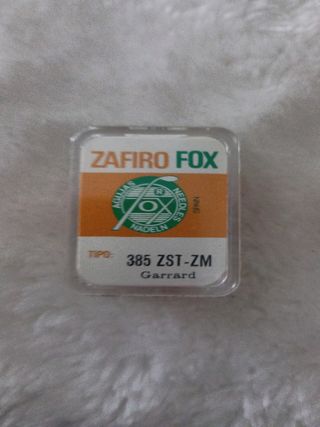 ZAFIRO FOX
AGUJAS
NEEDLES
FOX
R
NADELN
TIPO:
385 ZST-ZM
Garrard